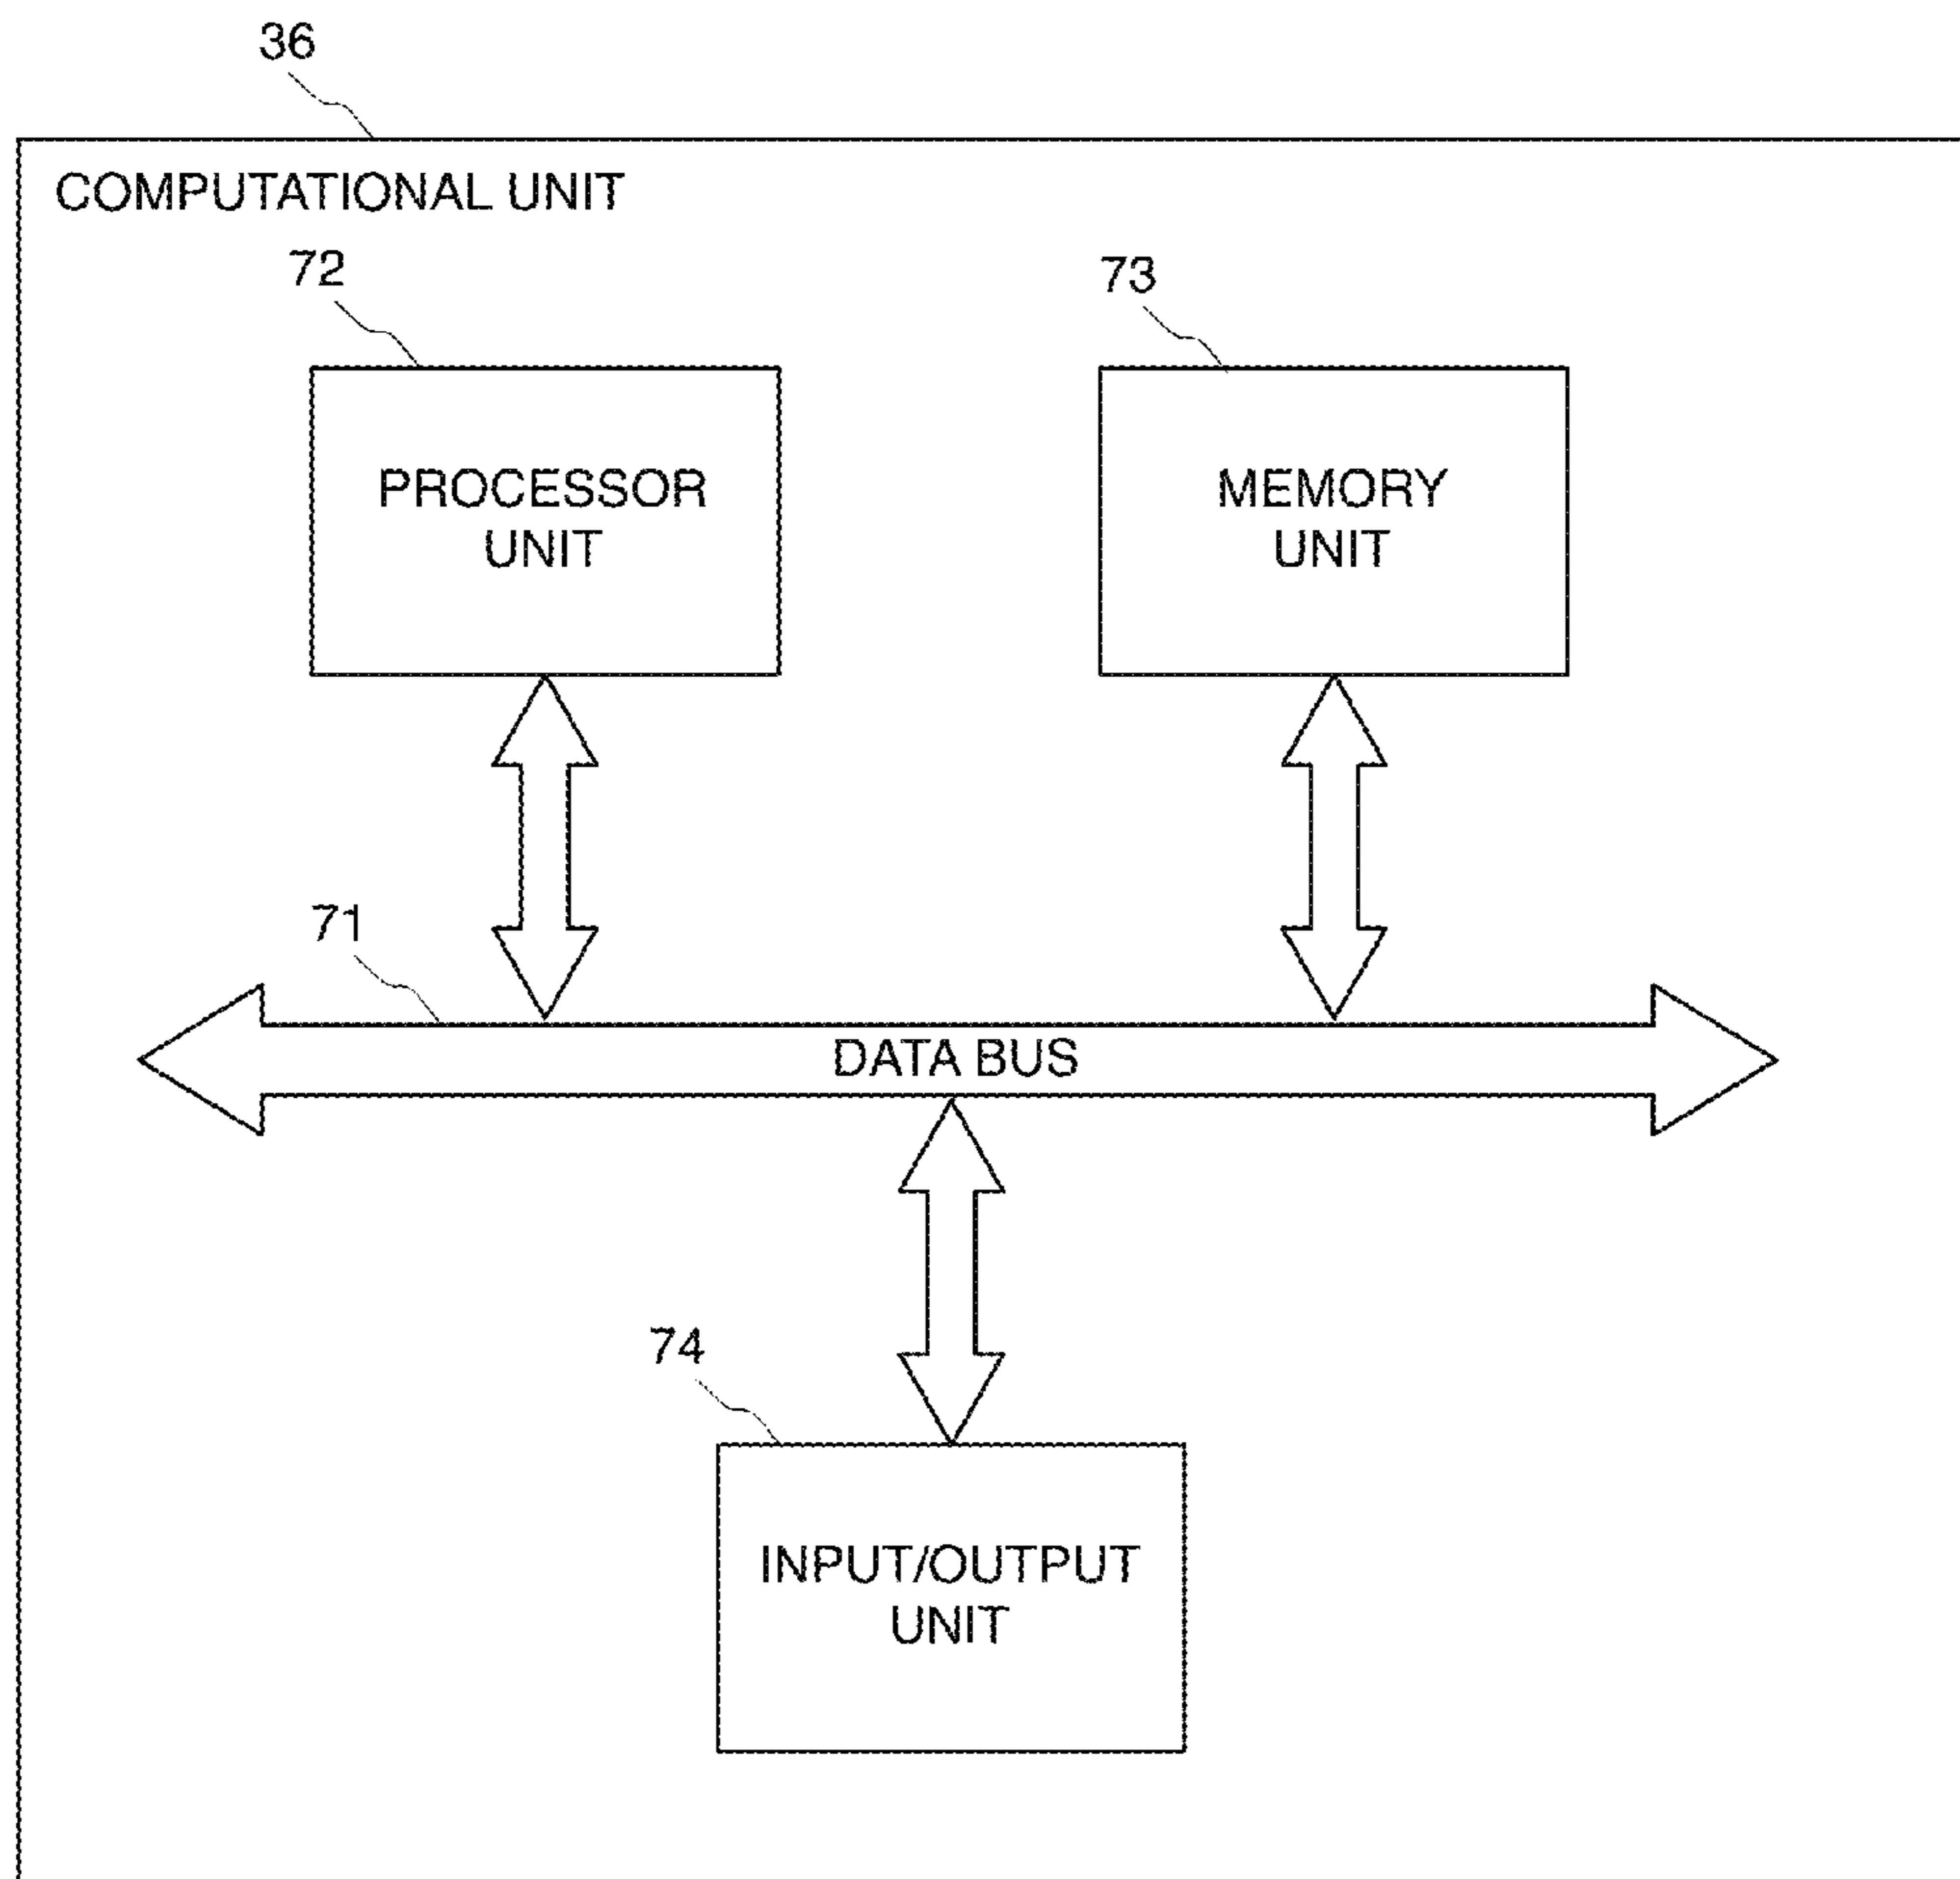 36
COMPUTATIONAL UNIT
72
73
PROCESSOR
UNIT
MEMORY
UNIT
71
DATA BUS
74
INPUT/OUTPUT
UNIT